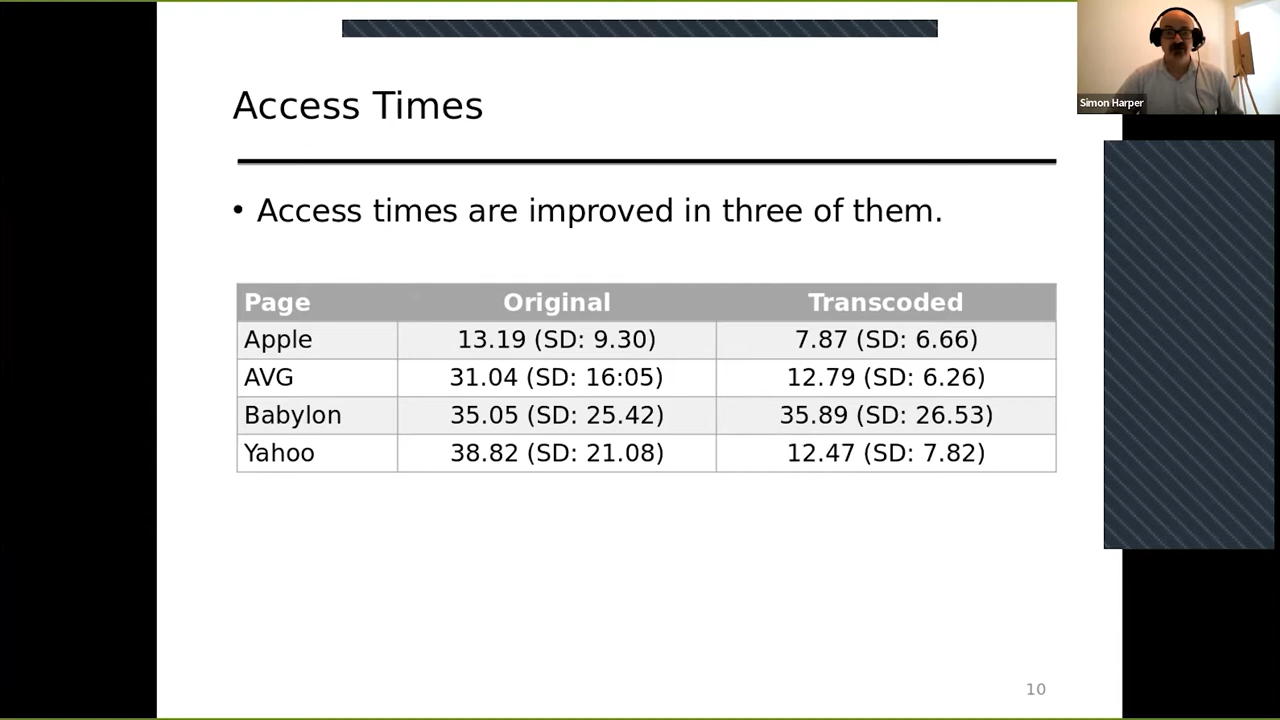 Access Times
Simon Harper
• Access times are improved in three of them.
Page Original Transcoded
Apple 13.19 (SD: 9.30) 7.87 (SD: 6.66)
AVG 31.04 (SD: 16:05) 12.79 (SD: 6.26)
Babylon 35.05 (SD: 25.42) 35.89 (SD: 26.53)
Yahoo 38.82 (SD: 21.08) 12.47 (SD: 7.82)
10